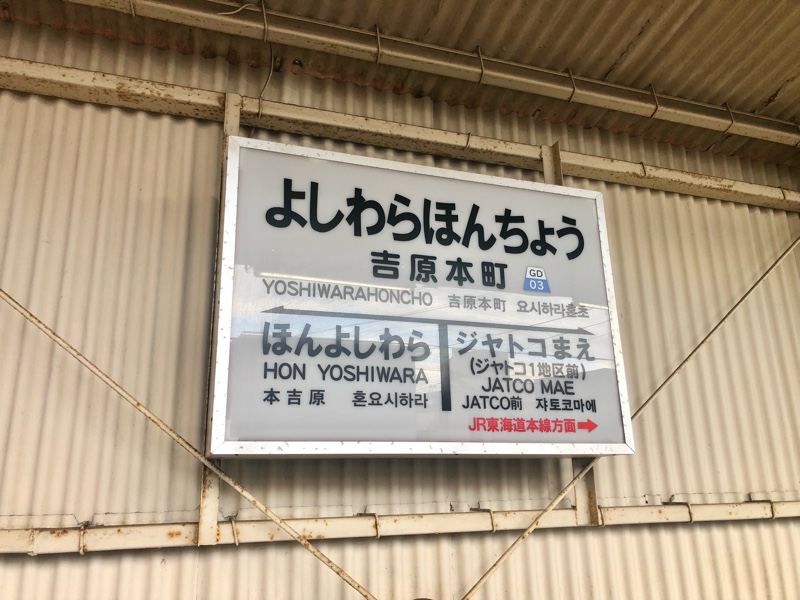 よしわらほんちょう
吉原本町
GD
03
YOSHIWARAHONCHO 吉原本町 요시하라혼초
ほんよしわら
HON YOSHIWARA
本吉原 혼요시하라
ジヤトコまえ
(ジヤトコ1地区前)
JATCO MAE
JATCO前 쟈토코마에
JR東海道本線方面